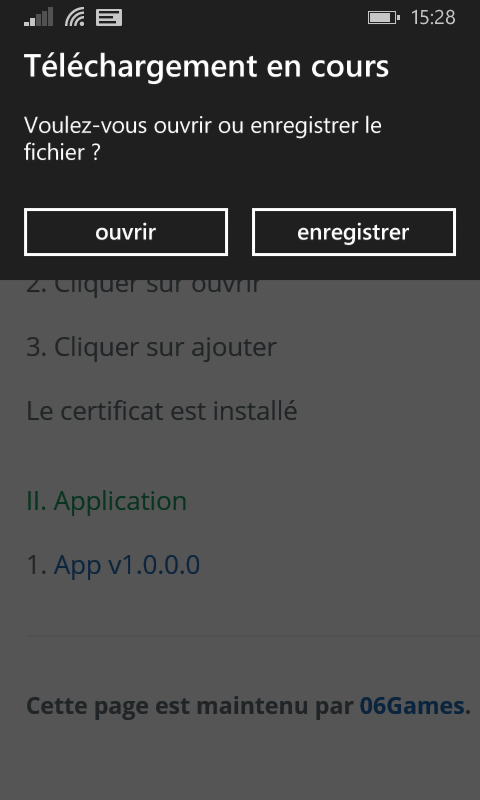 15:28
Téléchargement en cours
Voulez-vous ouvrir ou enregistrer le
fichier ?
ouvrir enregistrer
2. Cliquer sur ouvrir
3. Cliquer sur ajouter
Le certificat est installé
II. Application
1. App v1.0.0.0
Cette page est maintenu par 06Games.